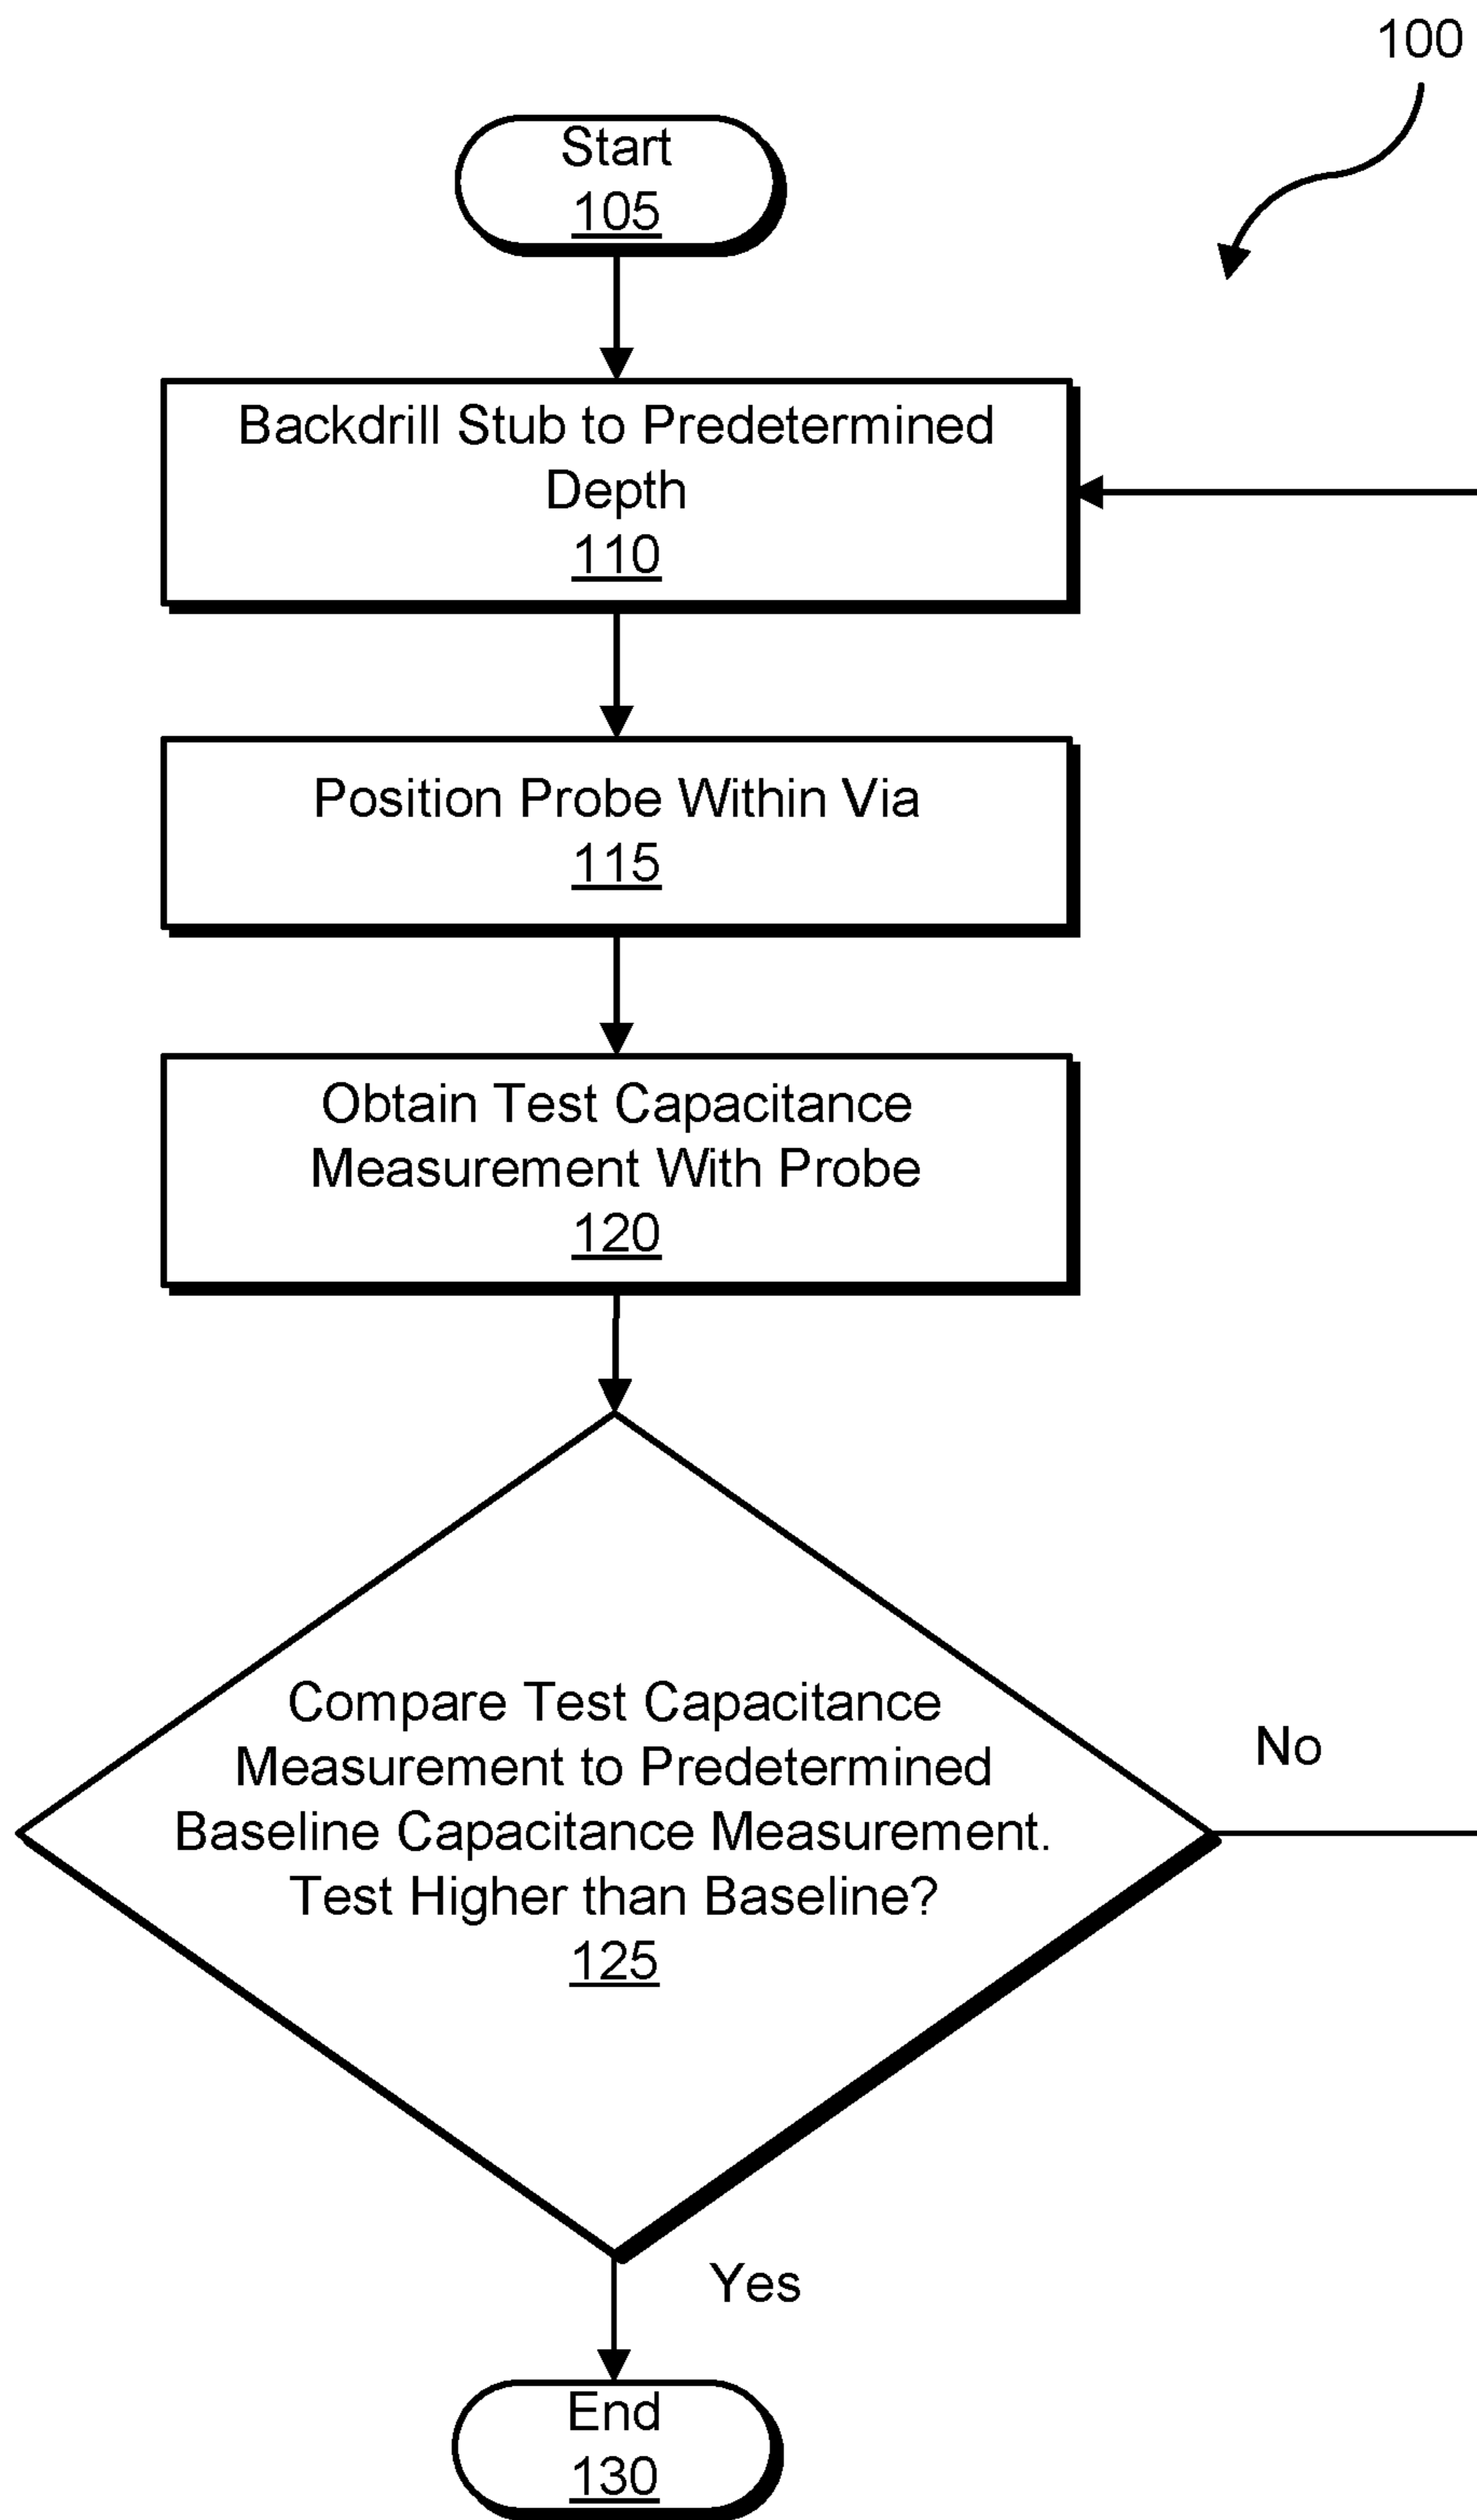 100
Start
105
Backdrill Stub to Predetermined
Depth
110
Position Probe Within Via
115
Obtain Test Capacitance
Measurement With Probe
120
Compare Test Capacitance
Measurement to Predetermined
Baseline Capacitance Measurement.
Test Higher than Baseline?
125
No
Yes
End
130